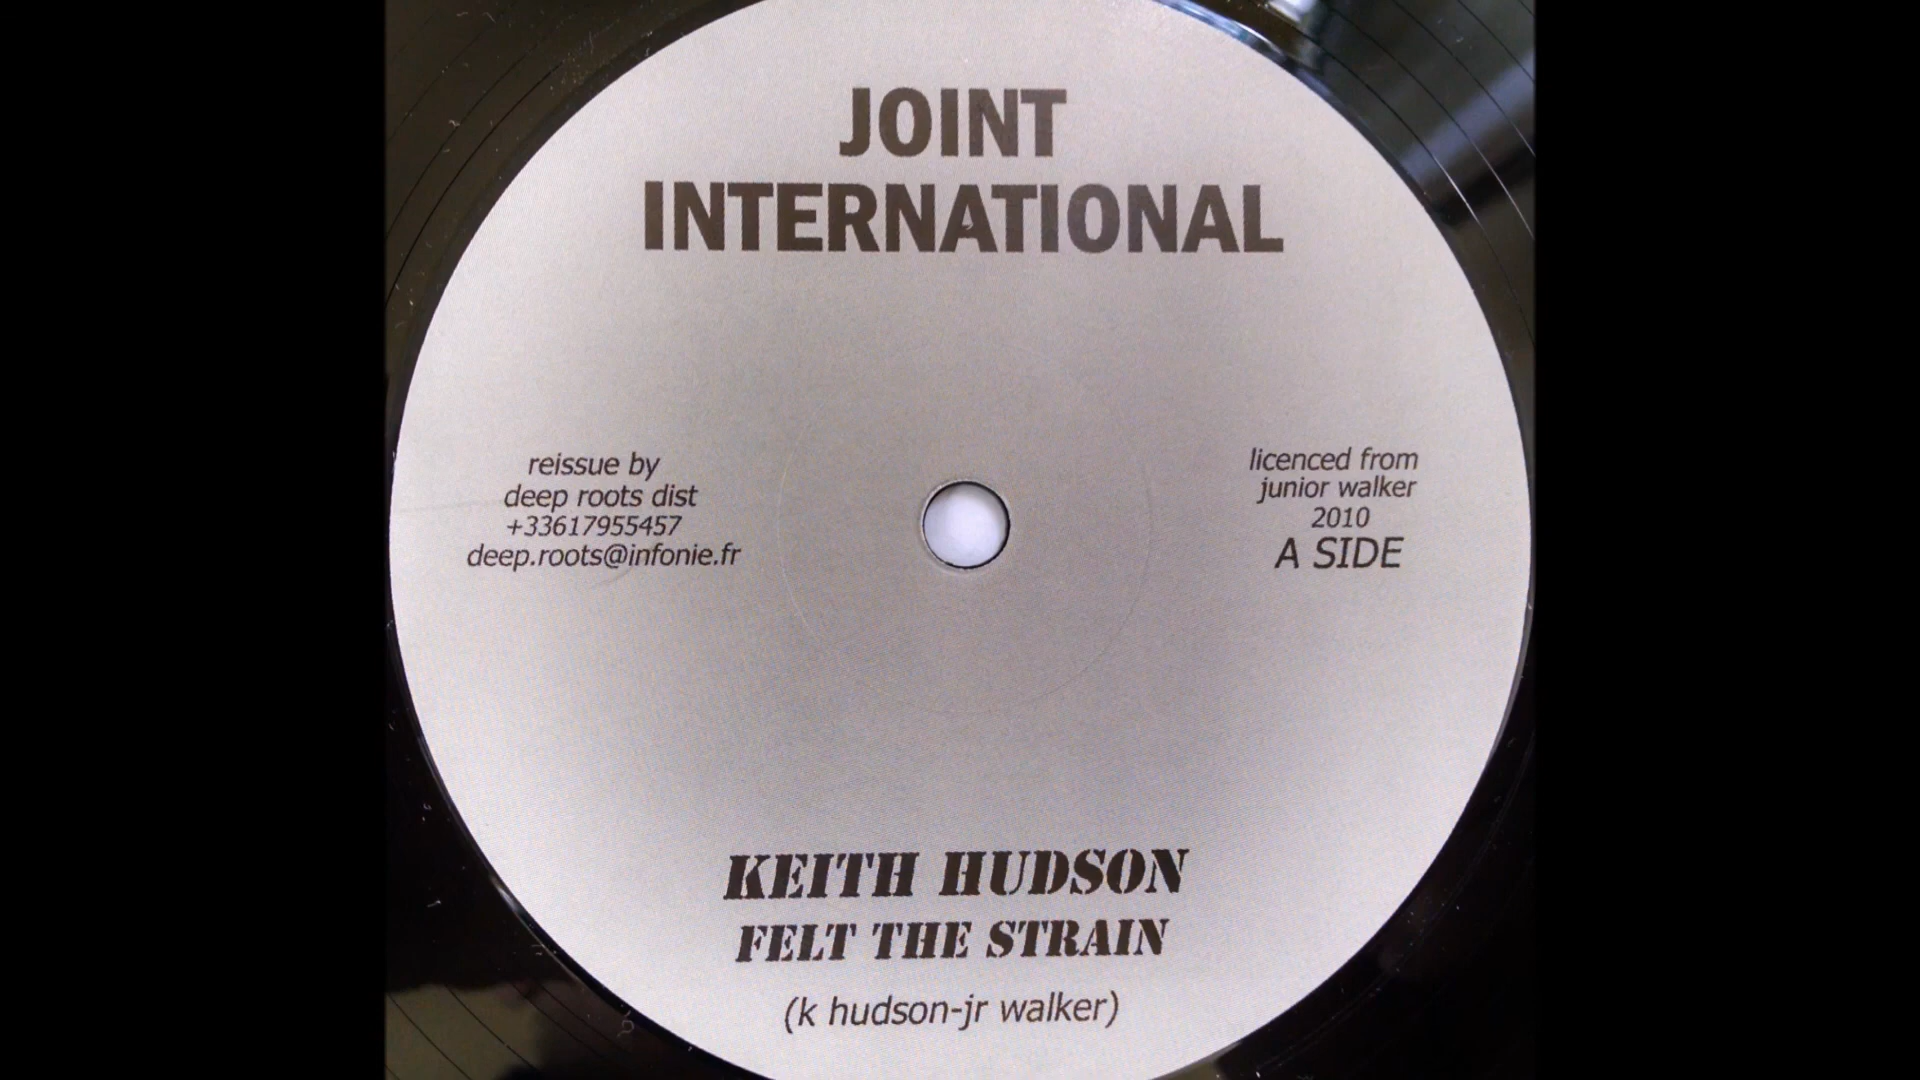 JOINT
INTERNATIONAL
reissue by
deep roots dist
+33617955457
deep.roots@infonie.fr
licenced from
junior walker
2010
A SIDE
KEITH HUDSON
FELT THE STRAIN
(k hudson-jr walker)